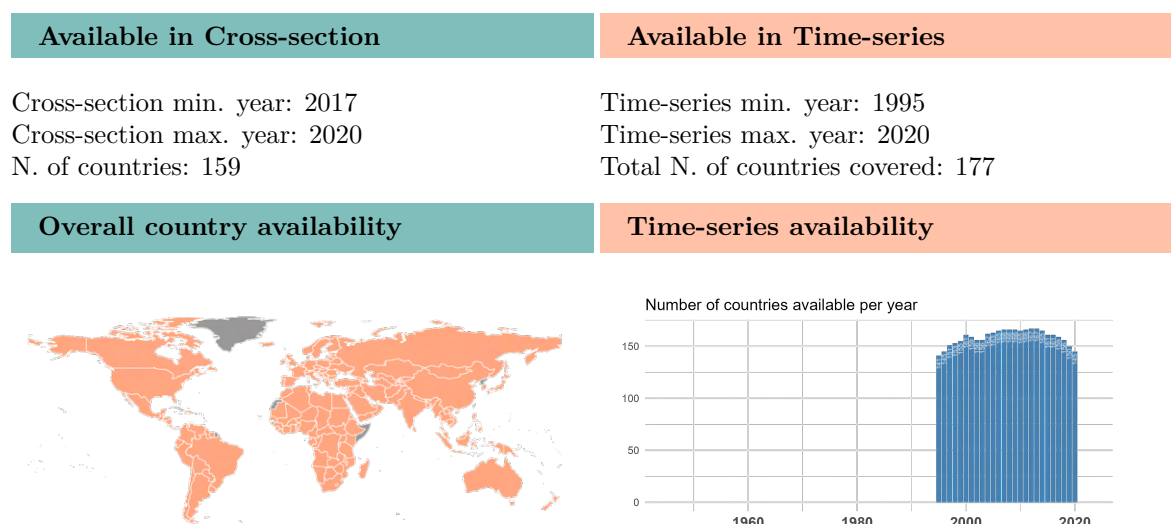 Available in Cross-section
Available in Time-series
Cross-section min. year: 2017
Cross-section max. year: 2020
N. of countries: 159
Time-series min. year: 1995
Time-series max. year: 2020
Total N. of countries covered: 177
Overall country availability
Time-series availability
Number of countries available per year
150
100
50
0
1960
1980
2000
2020